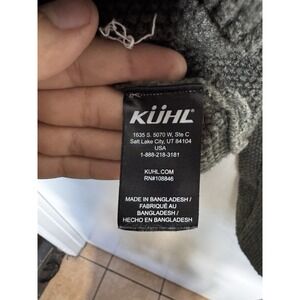 KÜHL
1635 S. 5070 W, Ste C
Salt Lake City, UT 84104
USA
1-888-218-3181
KUHL.COM
RN#108846
MADE IN BANGLADESH /
FABRIQUÉ AU
BANGLADESH /
HECHO EN BANGLADESH